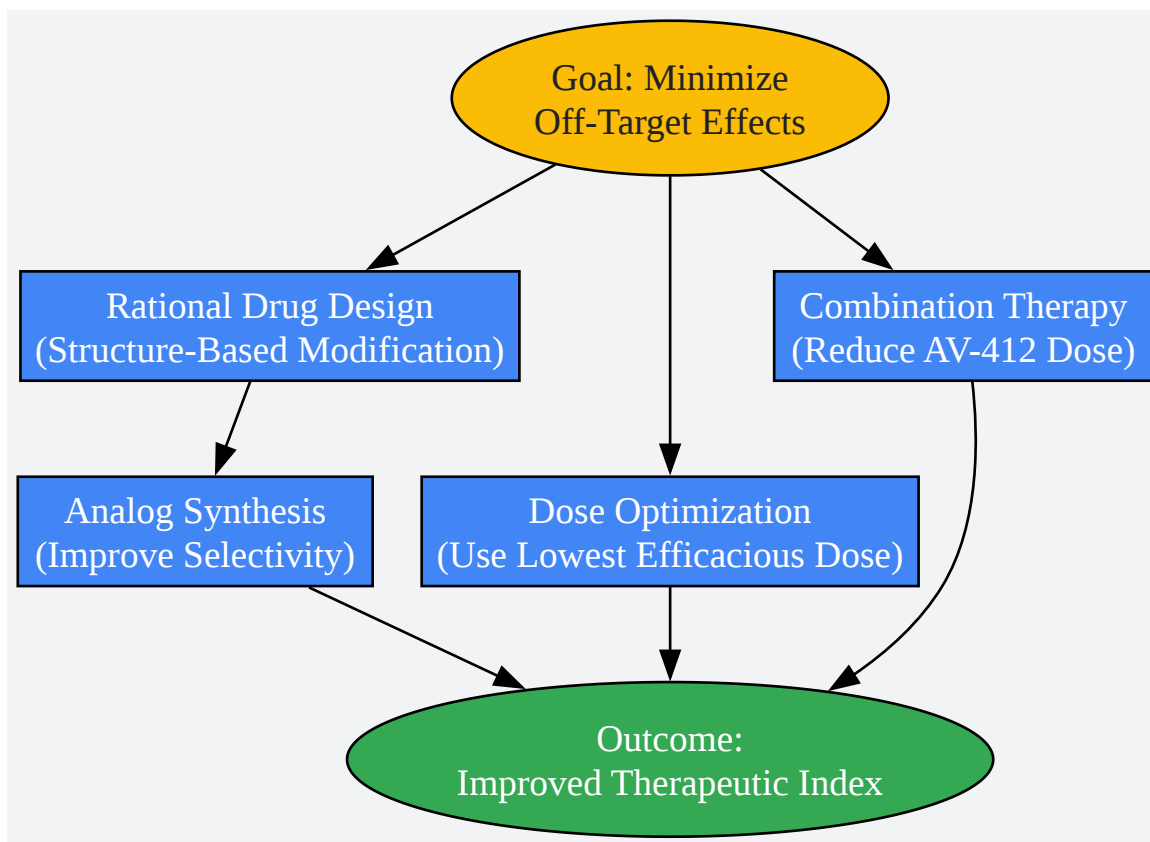 Goal: Minimize
Off-Target Effects
Rational Drug Design
(Structure-Based Modification)
Combination Therapy
(Reduce AV-412 Dose)
Analog Synthesis
(Improve Selectivity)
Dose Optimization
(Use Lowest Efficacious Dose)
Outcome:
Improved Therapeutic Index